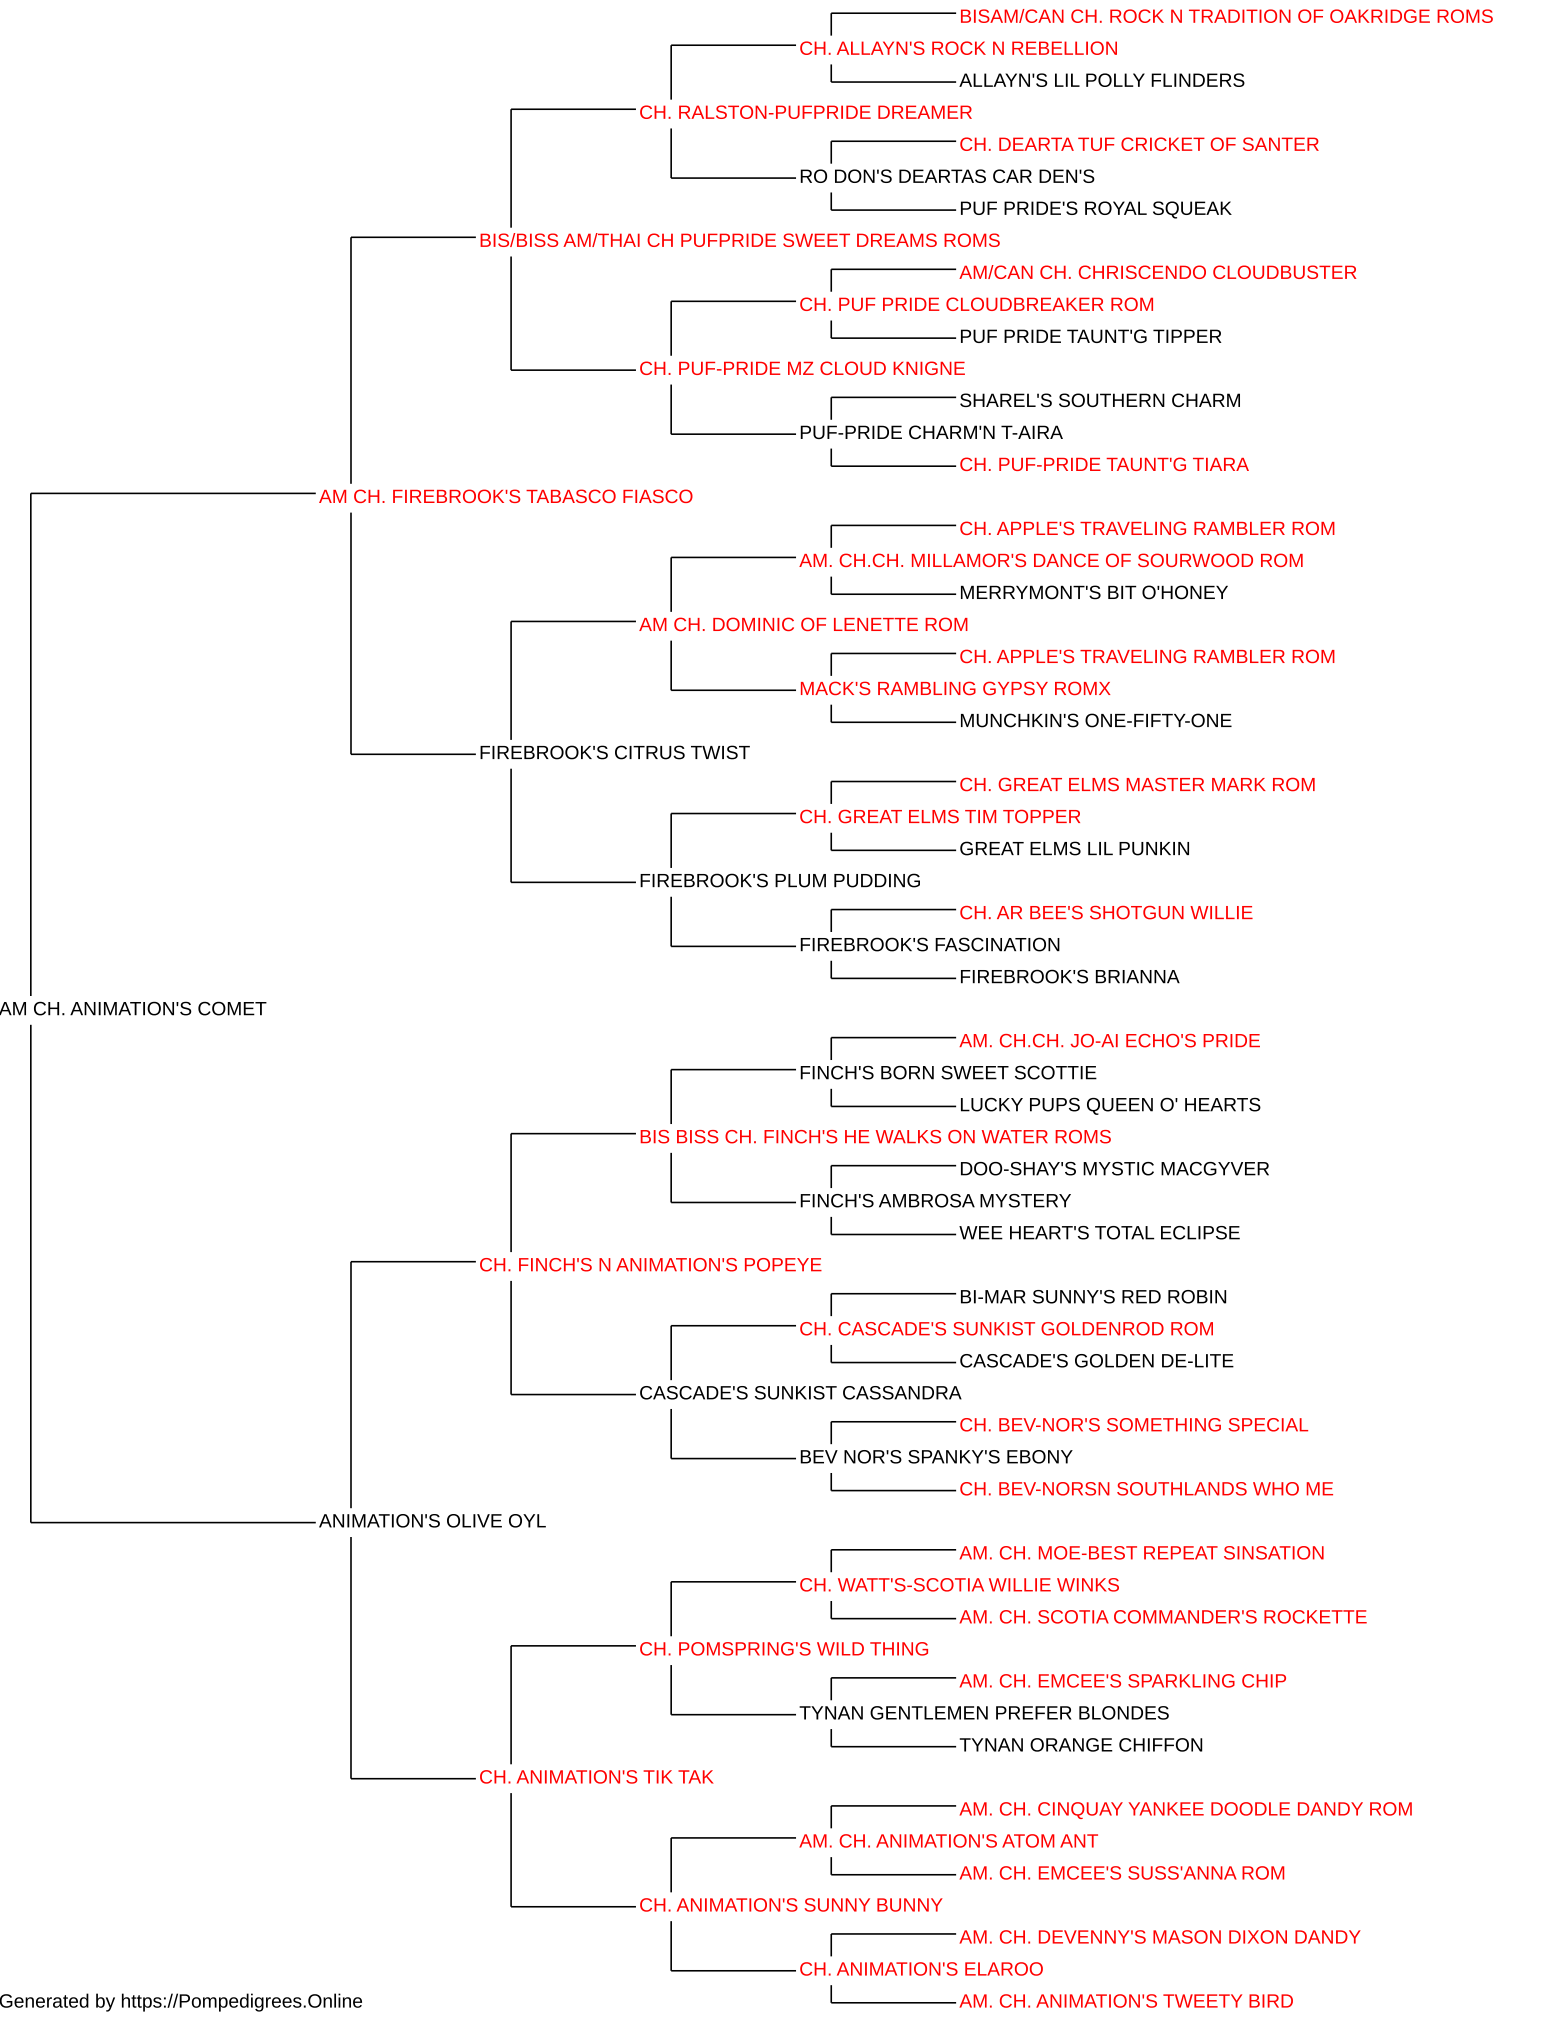 BISAM/CAN CH. ROCK N TRADITION OF OAKRIDGE ROMS
CH. ALLAYN'S ROCK N REBELLION
ALLAYN'S LIL POLLY FLINDERS
CH. RALSTON-PUFPRIDE DREAMER
CH. DEARTA TUF CRICKET OF SANTER
RO DON'S DEARTAS CAR DEN'S
PUF PRIDE'S ROYAL SQUEAK
BIS/BISS AM/THAI CH PUFPRIDE SWEET DREAMS ROMS
AM/CAN CH. CHRISCENDO CLOUDBUSTER
CH. PUF PRIDE CLOUDBREAKER ROM
PUF PRIDE TAUNT'G TIPPER
CH. PUF-PRIDE MZ CLOUD KNIGNE
SHAREL'S SOUTHERN CHARM
PUF-PRIDE CHARM'N T-AIRA
CH. PUF-PRIDE TAUNT'G TIARA
AM CH. FIREBROOK'S TABASCO FIASCO
CH. APPLE'S TRAVELING RAMBLER ROM
AM. CH.CH. MILLAMOR'S DANCE OF SOURWOOD ROM
MERRYMONT'S BIT O'HONEY
AM CH. DOMINIC OF LENETTE ROM
CH. APPLE'S TRAVELING RAMBLER ROM
MACK'S RAMBLING GYPSY ROMX
MUNCHKIN'S ONE-FIFTY-ONE
FIREBROOK'S CITRUS TWIST
CH. GREAT ELMS MASTER MARK ROM
CH. GREAT ELMS TIM TOPPER
GREAT ELMS LIL PUNKIN
FIREBROOK'S PLUM PUDDING
CH. AR BEE'S SHOTGUN WILLIE
FIREBROOK'S FASCINATION
FIREBROOK'S BRIANNA
AM CH. ANIMATION'S COMET
AM. CH.CH. JO-AI ECHO'S PRIDE
FINCH'S BORN SWEET SCOTTIE
LUCKY PUPS QUEEN O' HEARTS
BIS BISS CH. FINCH'S HE WALKS ON WATER ROMS
DOO-SHAY'S MYSTIC MACGYVER
FINCH'S AMBROSA MYSTERY
WEE HEART'S TOTAL ECLIPSE
CH. FINCH'S N ANIMATION'S POPEYE
BI-MAR SUNNY'S RED ROBIN
CH. CASCADE'S SUNKIST GOLDENROD ROM
CASCADE'S GOLDEN DE-LITE
CASCADE'S SUNKIST CASSANDRA
CH. BEV-NOR'S SOMETHING SPECIAL
BEV NOR'S SPANKY'S EBONY
CH. BEV-NORSN SOUTHLANDS WHO ME
ANIMATION'S OLIVE OYL
AM. CH. MOE-BEST REPEAT SINSATION
CH. WATT'S-SCOTIA WILLIE WINKS
AM. CH. SCOTIA COMMANDER'S ROCKETTE
CH. POMSPRING'S WILD THING
AM. CH. EMCEE'S SPARKLING CHIP
TYNAN GENTLEMEN PREFER BLONDES
TYNAN ORANGE CHIFFON
CH. ANIMATION'S TIK TAK
AM. CH. CINQUAY YANKEE DOODLE DANDY ROM
AM. CH. ANIMATION'S ATOM ANT
AM. CH. EMCEE'S SUSS'ANNA ROM
CH. ANIMATION'S SUNNY BUNNY
AM. CH. DEVENNY'S MASON DIXON DANDY
CH. ANIMATION'S ELAROO
AM. CH. ANIMATION'S TWEETY BIRD
Generated by https://Pompedigrees.Online